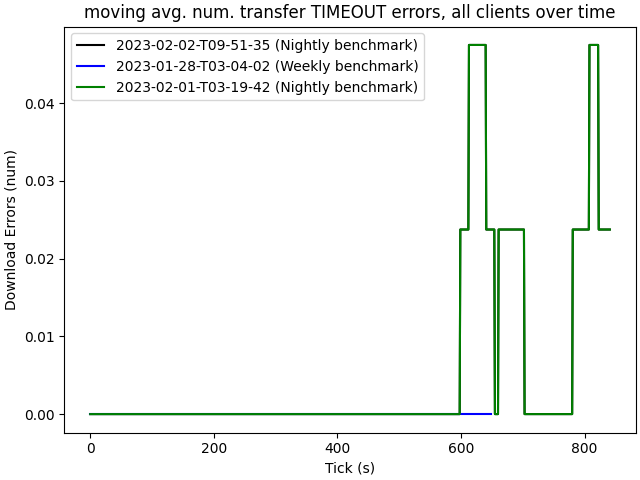 moving avg. num. transfer TIMEOUT errors, all clients over time
2023-02-02-T09-51-35 (Nightly benchmark)
2023-01-28-T03-04-02 (Weekly benchmark)
2023-02-01-T03-19-42 (Nightly benchmark)
Download Errors (num)
0.04
0.03
0.02
0.01
0.00
0 200 400 600 800
Tick (s)